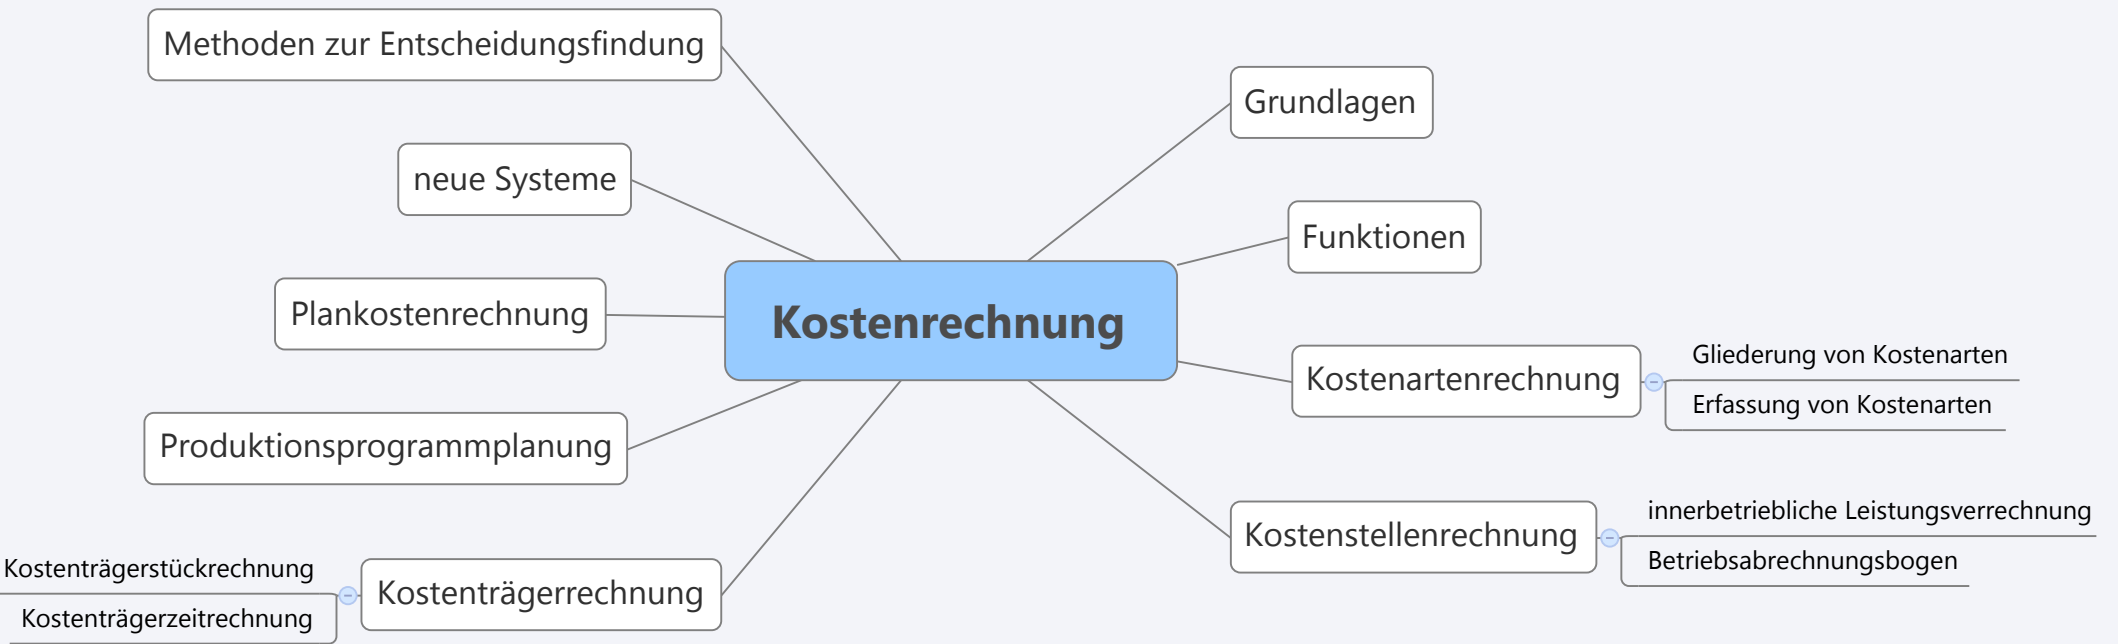 Methoden zur Entscheidungsfindung
neue Systeme
Plankostenrechnung
Produktionsprogrammplanung
Kostenträgerrechnung
Kostenträgerstückrechnung
Kostenträgerzeitrechnung
Kostenrechnung
Grundlagen
Funktionen
Kostenartenrechnung
Gliederung von Kostenarten
Erfassung von Kostenarten
Kostenstellenrechnung
innerbetriebliche Leistungsverrechnung
Betriebsabrechnungsbogen